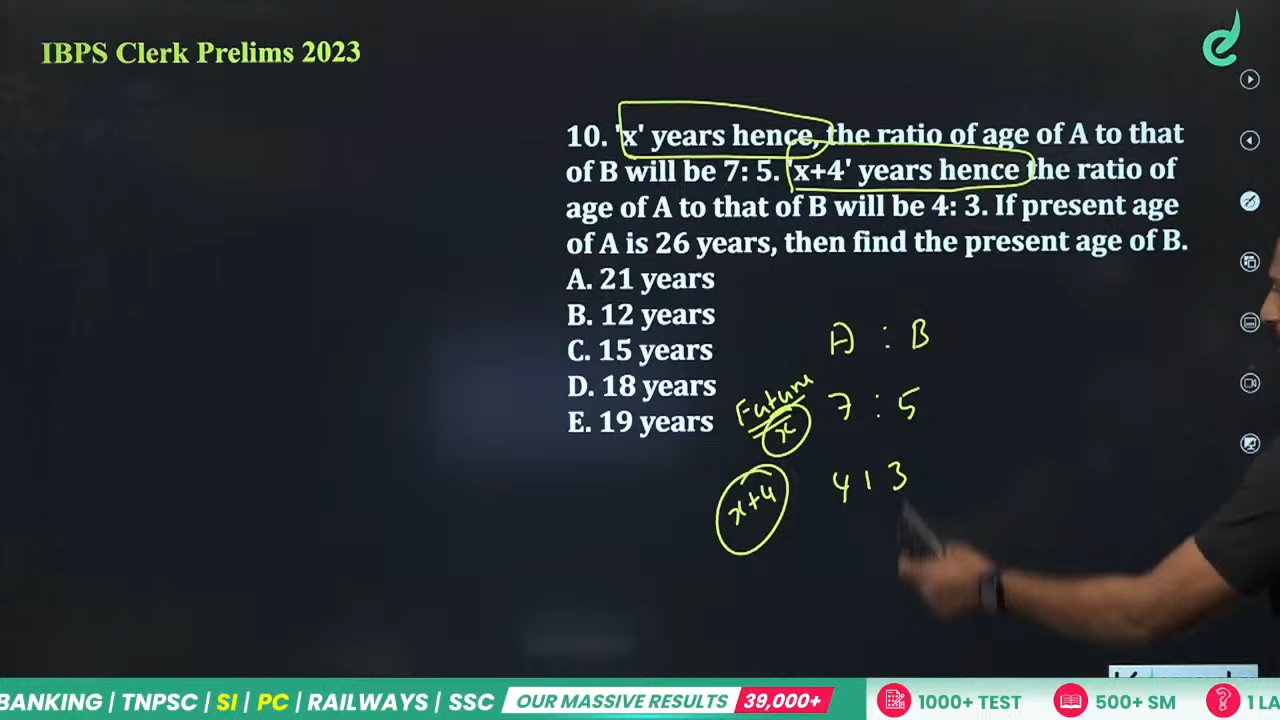 IBPS Clerk Prelims 2023
10. 'x' years hence, the ratio of age of A to that
of B will be 7: 5. 'x+4' years hence the ratio of
age of A to that of B will be 4: 3. If present age
of A is 26 years, then find the present age of B.
A. 21 years
B. 12 years
C. 15 years
D. 18 years
E. 19 years
A : B
Future
x 7 : 5
x+4 4 : 3
BANKING | TNPSC | SI | PC | RAILWAYS | SSC OUR MASSIVE RESULTS 39,000+ 1000+ TEST 500+ SM 1 LA